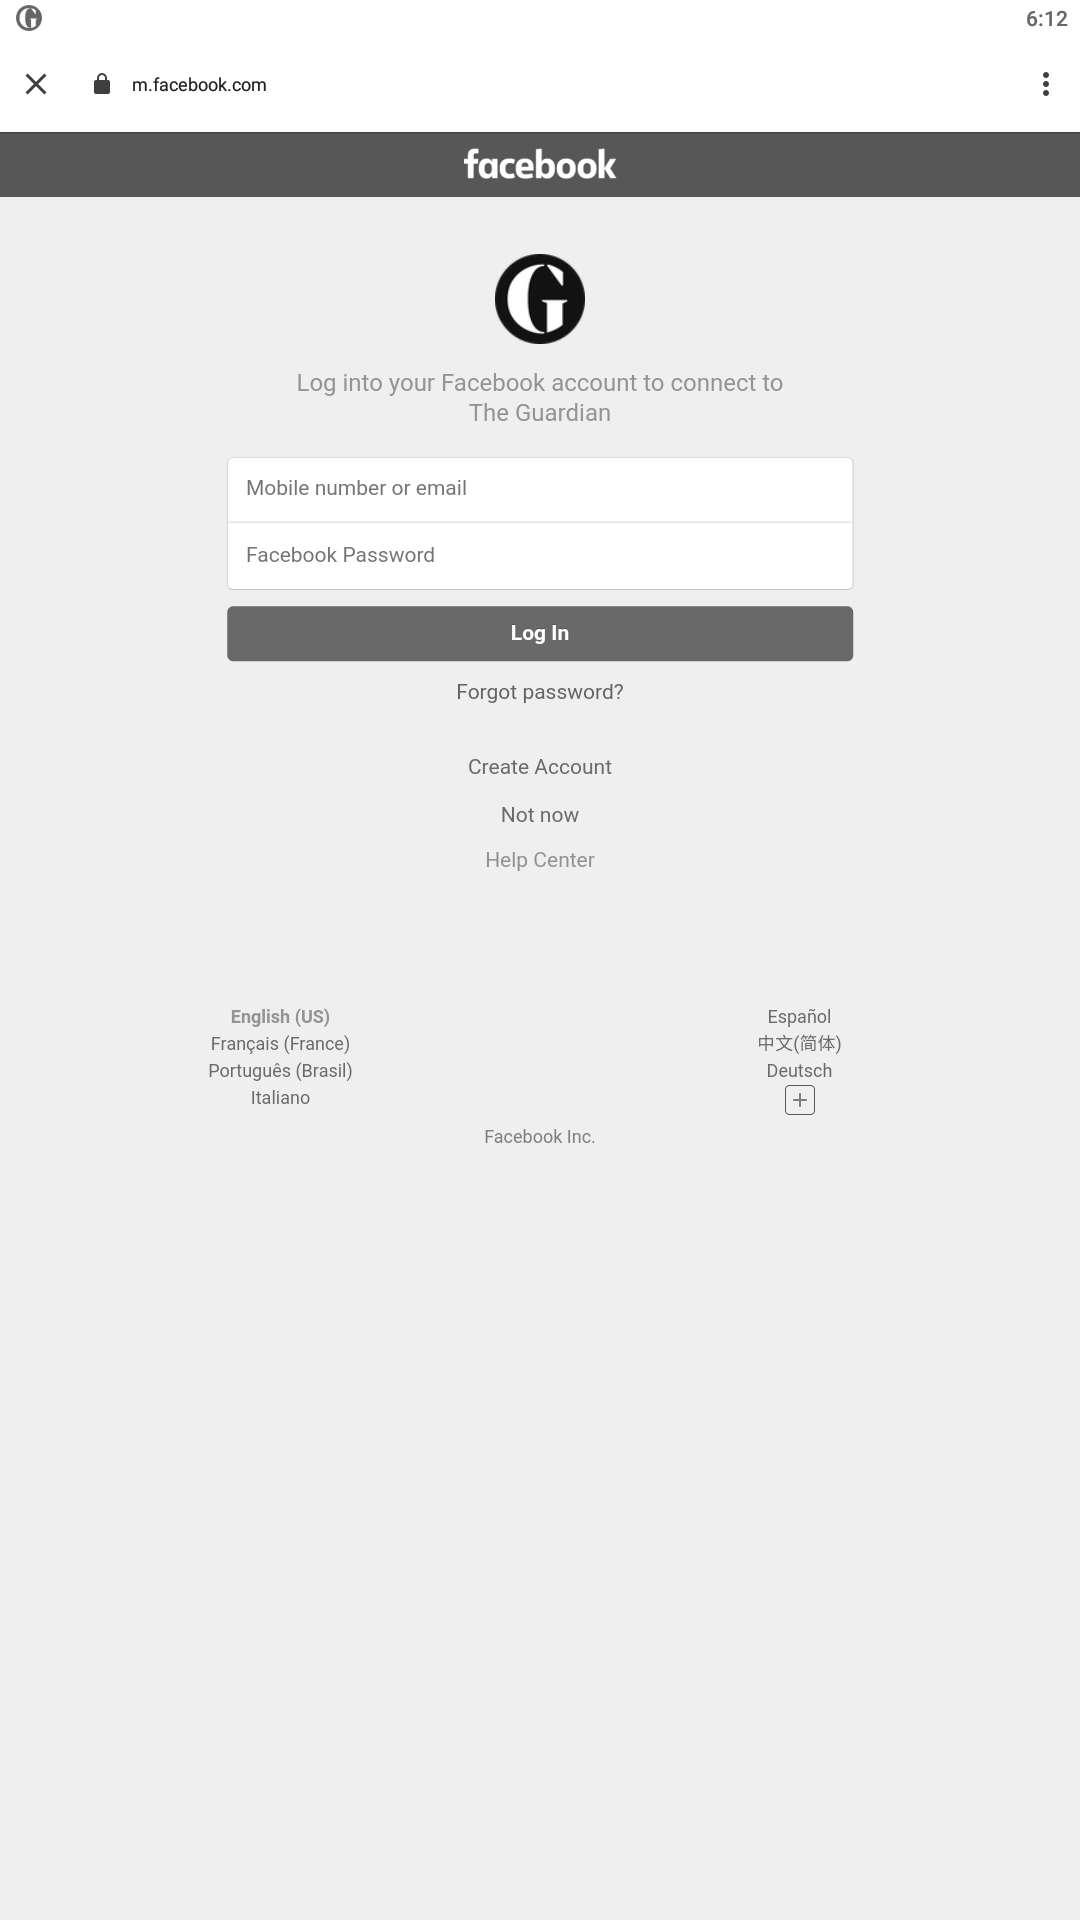 6:12
m.facebook.com
facebook
G
Log into your Facebook account to connect to
The Guardian
Mobile number or email
Facebook Password
Log In
Forgot password?
Create Account
Not now
Help Center
English (US)
Français (France)
Português (Brasil)
Italiano
Español
中文(简体)
Deutsch
Facebook Inc.